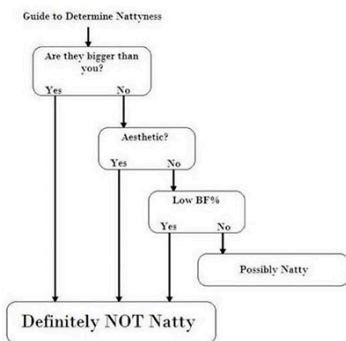 Guide to Determine Nattyness
Are they bigger than
you?
Yes No
Aesthetic?
Yes No
Low BF%
Yes No
Possibly Natty
Definitely NOT Natty